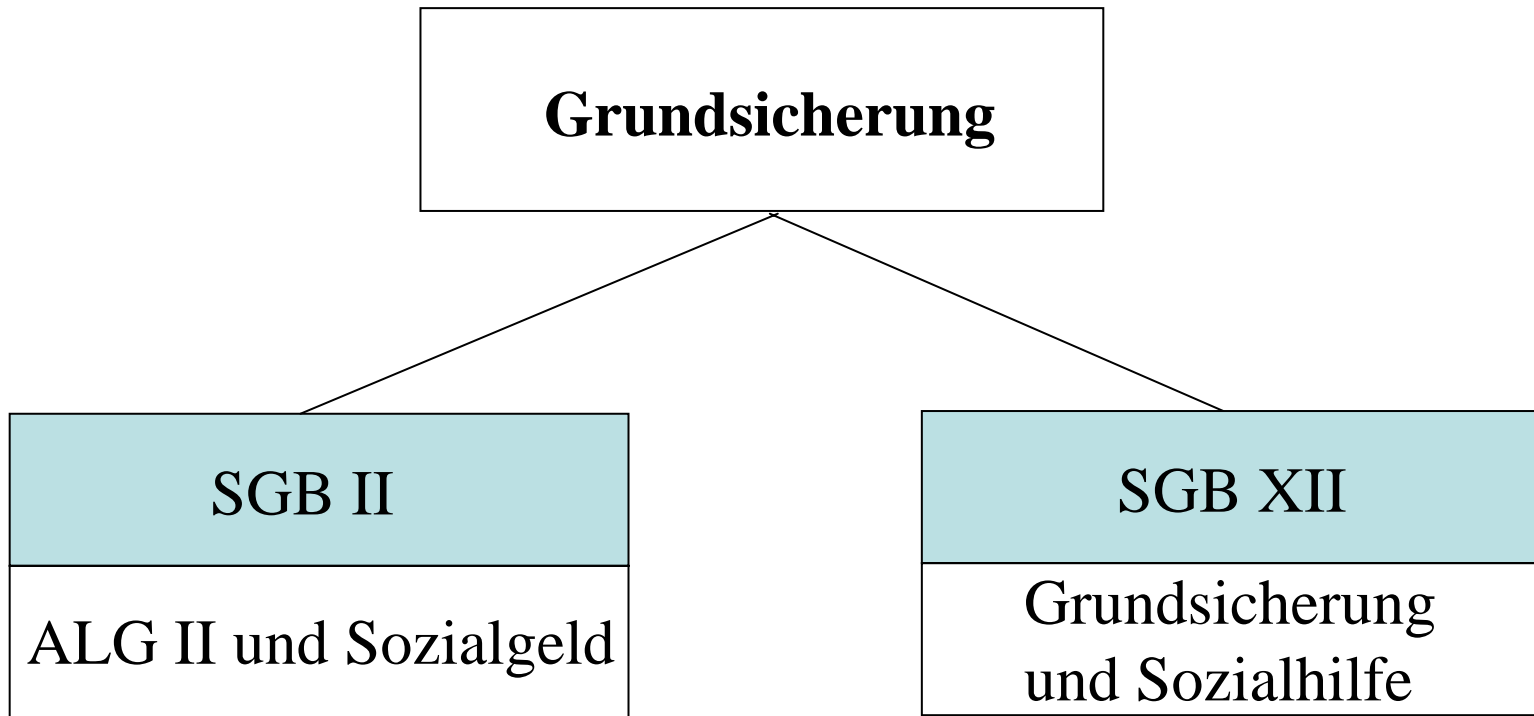 Grundsicherung
SGB II
ALG II und Sozialgeld
SGB XII
Grundsicherung
und Sozialhilfe